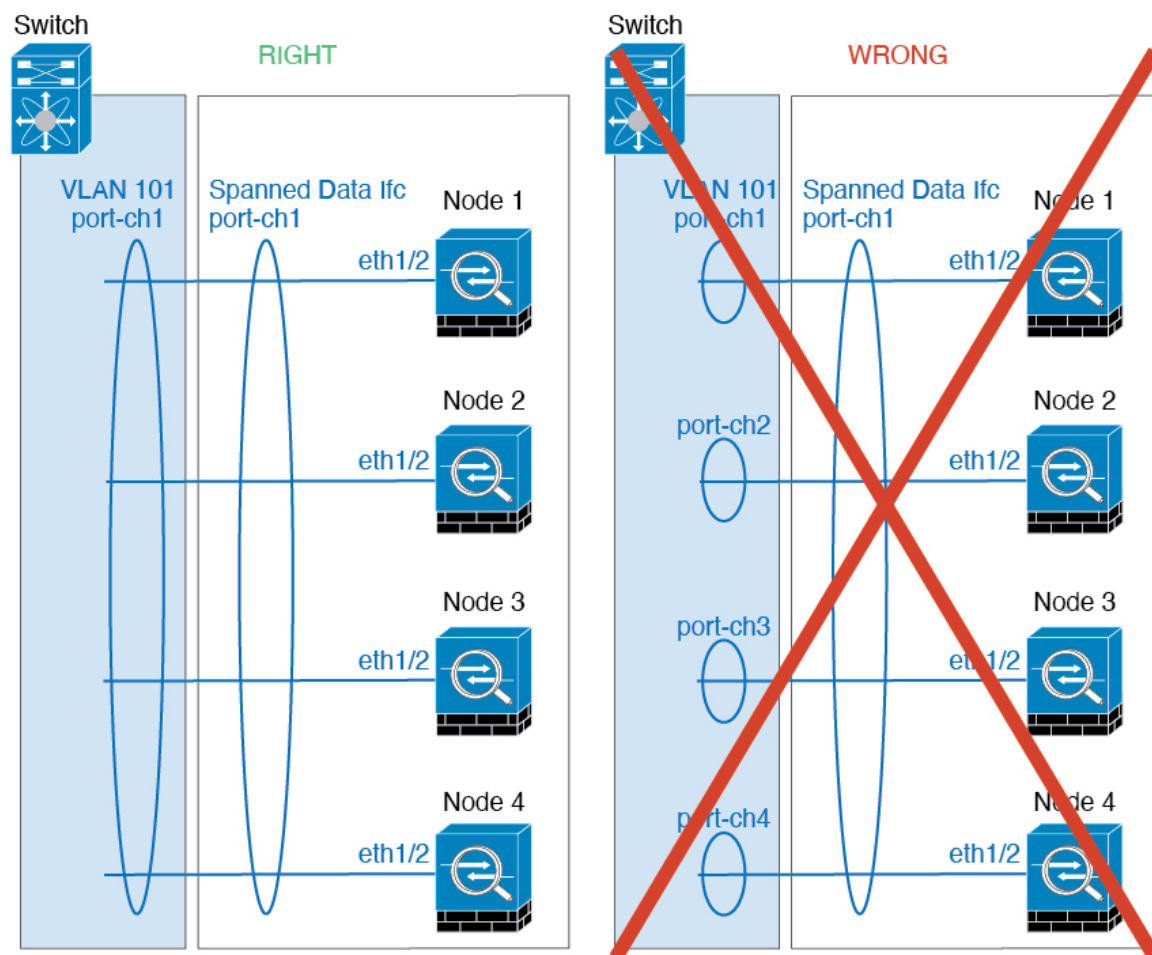 Switch
RIGHT
VLAN 101
port-ch1
Spanned Data Ifc
port-ch1
Node 1
eth1/2
Node 2
eth1/2
Node 3
eth1/2
Node 4
eth1/2
Switch
WRONG
VLAN 101
port-ch1
Spanned Data Ifc
port-ch1
Node 1
eth1/2
port-ch2
Node 2
eth1/2
port-ch3
Node 3
eth1/2
port-ch4
Node 4
eth1/2